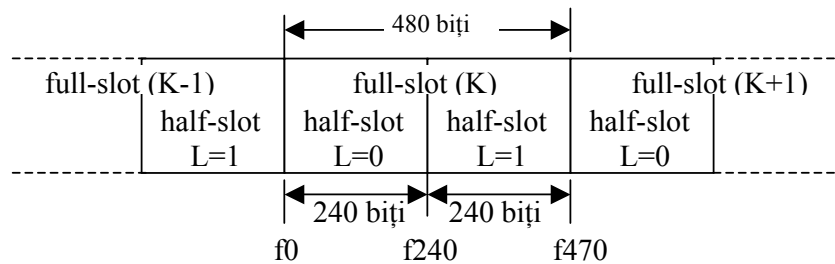 480 biți
full-slot (K-1) full-slot (K) full-slot (K+1)
half-slot half-slot half-slot half-slot
L=1 L=0 L=1 L=0
240 biți 240 biți
f0 f240 f470